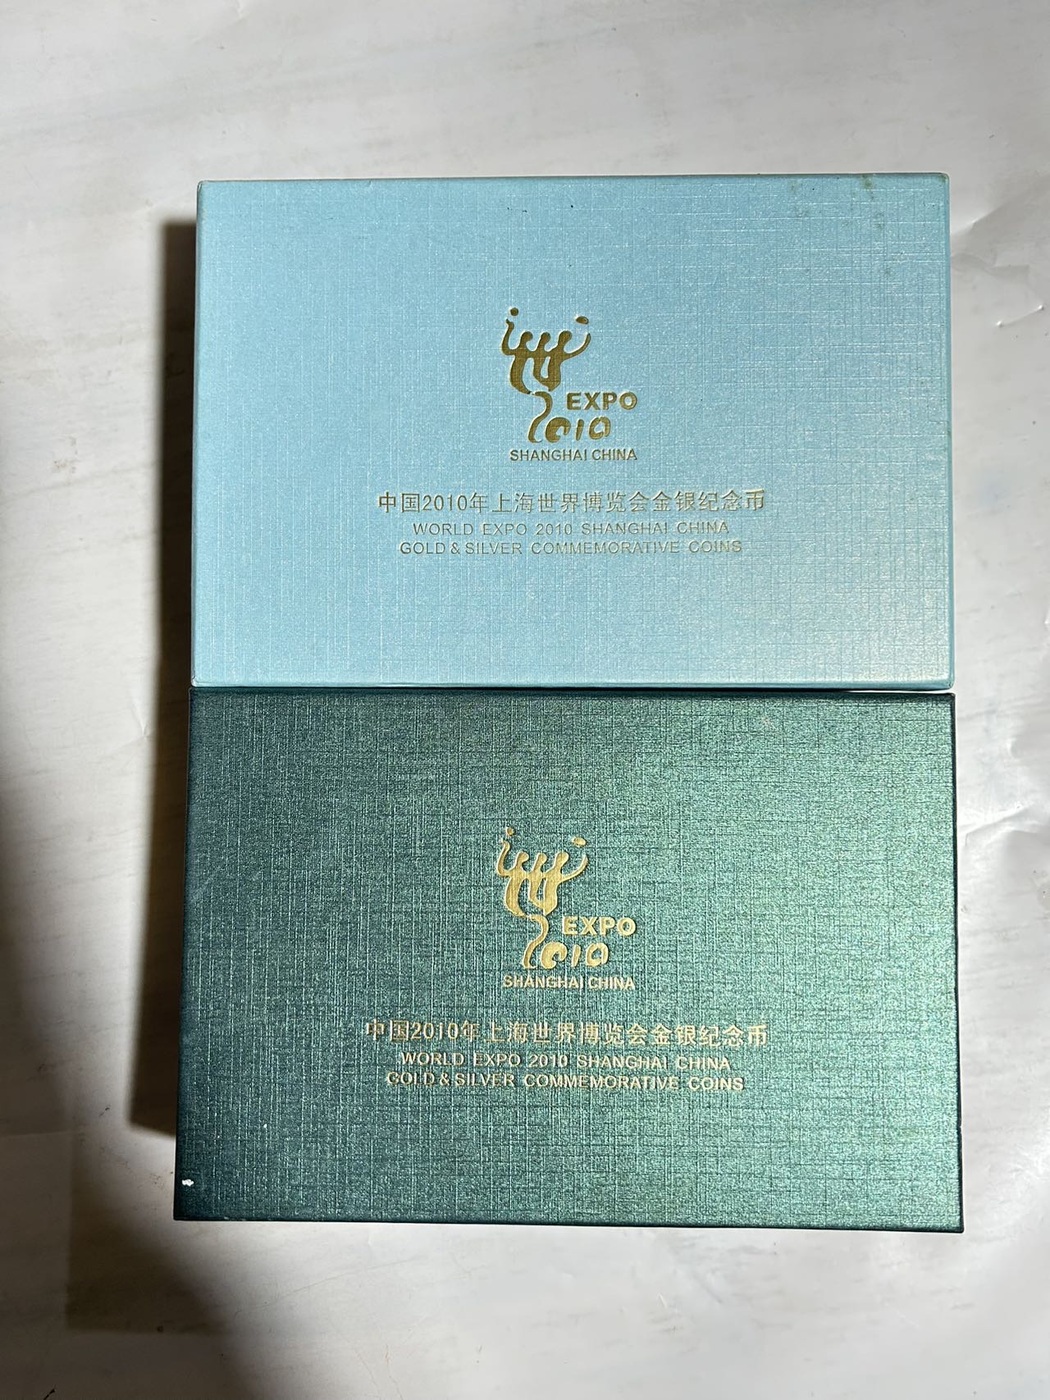 EXPO
2010
SHANGHAI CHINA
中国2010年上海世界博览会金银纪念币
WORLD EXPO 2010 SHANGHAI CHINA
GOLD & SILVER COMMEMORATIVE COINS
EXPO
2010
SHANGHAI CHINA
中国2010年上海世界博览会金银纪念币
WORLD EXPO 2010 SHANGHAI CHINA
GOLD & SILVER COMMEMORATIVE COINS